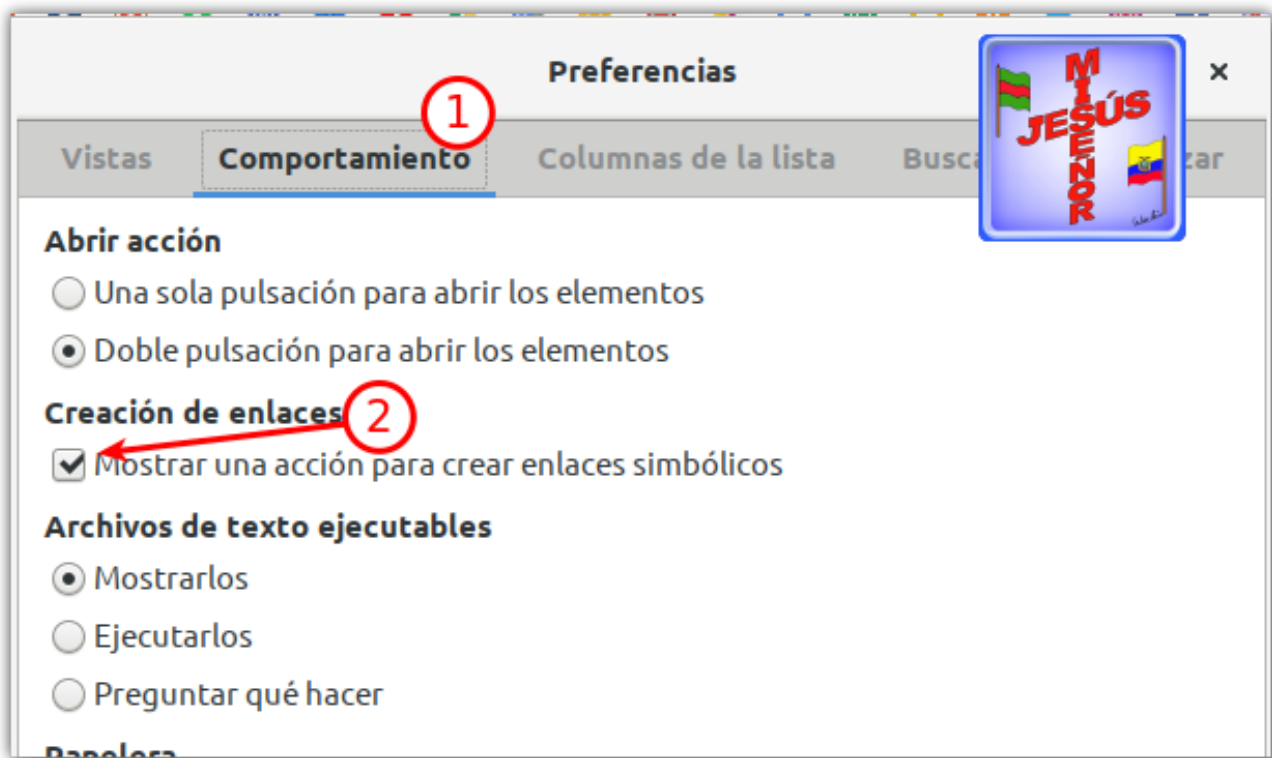 Preferencias
×
1
Vistas Comportamiento Columnas de la lista Busca zar
MI SEÑOR
JESÚS
Abrir acción
Una sola pulsación para abrir los elementos
Doble pulsación para abrir los elementos
Creación de enlaces
2
Mostrar una acción para crear enlaces simbólicos
Archivos de texto ejecutables
Mostrarlos
Ejecutarlos
Preguntar qué hacer
Papelera